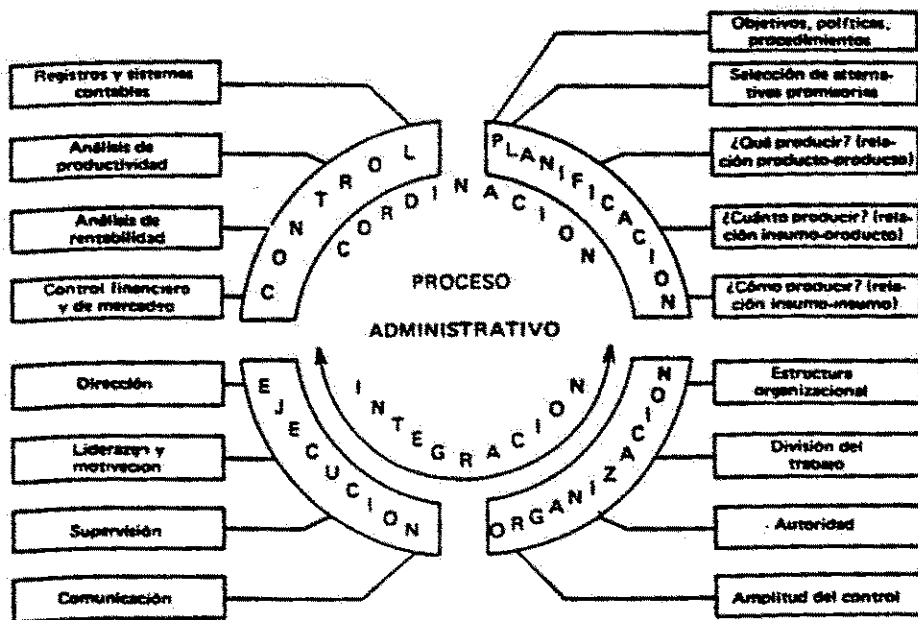 Objetivos, políticas,
procedimientos
Selección de alterna-
tivas promisorias
¿Qué producir? (rela-
ción producto-producto)
¿Cuánto producir? (rela-
ción insumo-producto)
¿Cómo producir? (rela-
ción insumo-insumo)
Registros y sistemas
contables
Análisis de
productividad
Análisis de
rentabilidad
Control financiero
y de mercadeo
CONTROL
PLANIFICACION
CORDINACION
PROCESO
ADMINISTRATIVO
INTEGRACION
EJECUCION
ORGANIZACION
Dirección
Liderazgo y
motivación
Supervisión
Comunicación
Estructura
organizacional
División del
trabajo
Autoridad
Amplitud del control